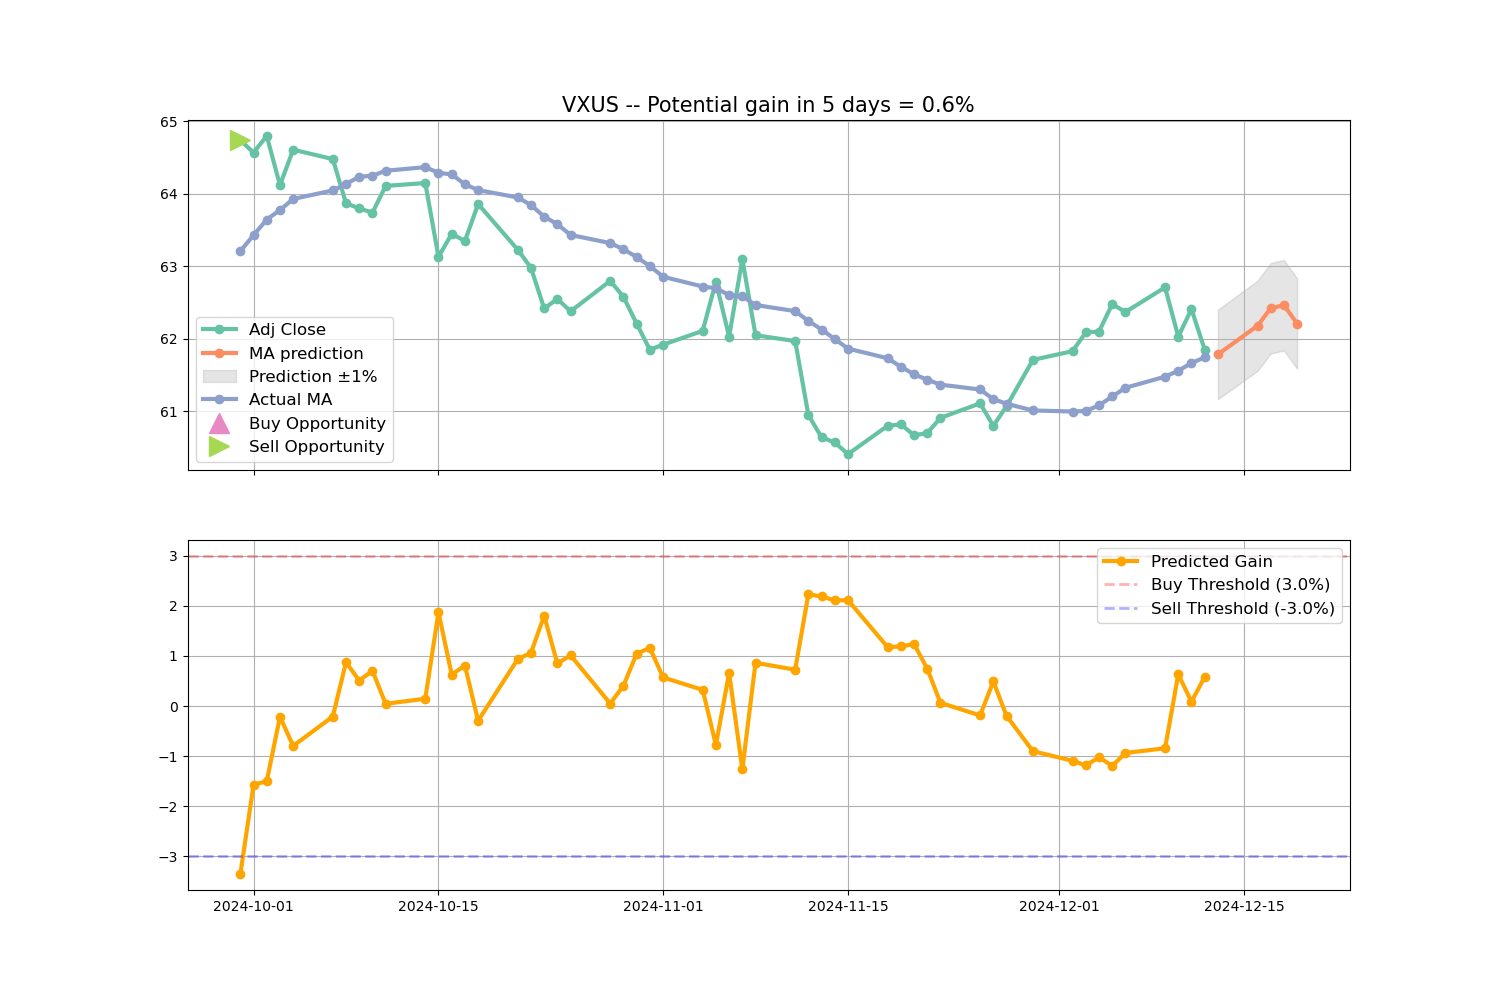 VXUS -- Potential gain in 5 days = 0.6%
65
64
63
62
61
Adj Close
MA prediction
Prediction ±1%
Actual MA
Buy Opportunity
Sell Opportunity
3
2
1
0
−1
−2
−3
Predicted Gain
Buy Threshold (3.0%)
Sell Threshold (-3.0%)
2024-10-01
2024-10-15
2024-11-01
2024-11-15
2024-12-01
2024-12-15